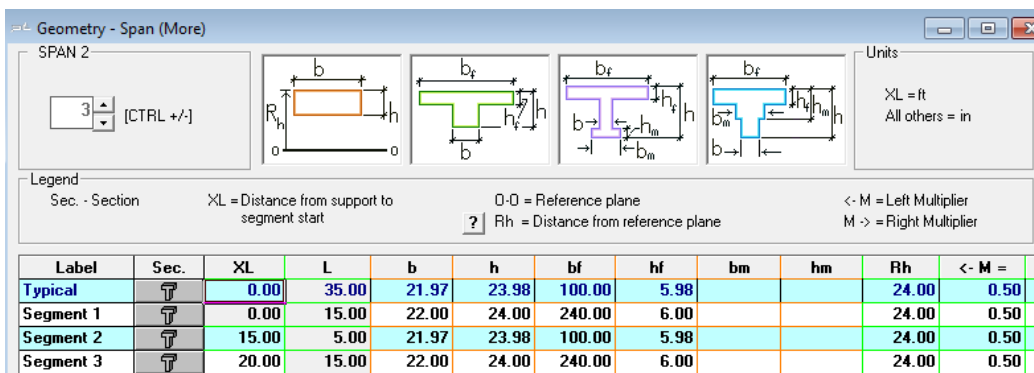 Geometry - Span (More)
SPAN 2
3 [CTRL +/-]
b
Rh
h
0 0
bf
hf
h
b
bf
hf
h
b
hm
bm
bf
hf
hm
h
bm
b
Units
XL = ft
All others = in
Legend
Sec. - Section
XL = Distance from support to
segment start
O-O = Reference plane
? Rh = Distance from reference plane
<- M = Left Multiplier
M -> = Right Multiplier
Label Sec. XL L b h bf hf bm hm Rh <- M =
Typical 0.00 35.00 21.97 23.98 100.00 5.98 24.00 0.50
Segment 1 0.00 15.00 22.00 24.00 240.00 6.00 24.00 0.50
Segment 2 15.00 5.00 21.97 23.98 100.00 5.98 24.00 0.50
Segment 3 20.00 15.00 22.00 24.00 240.00 6.00 24.00 0.50